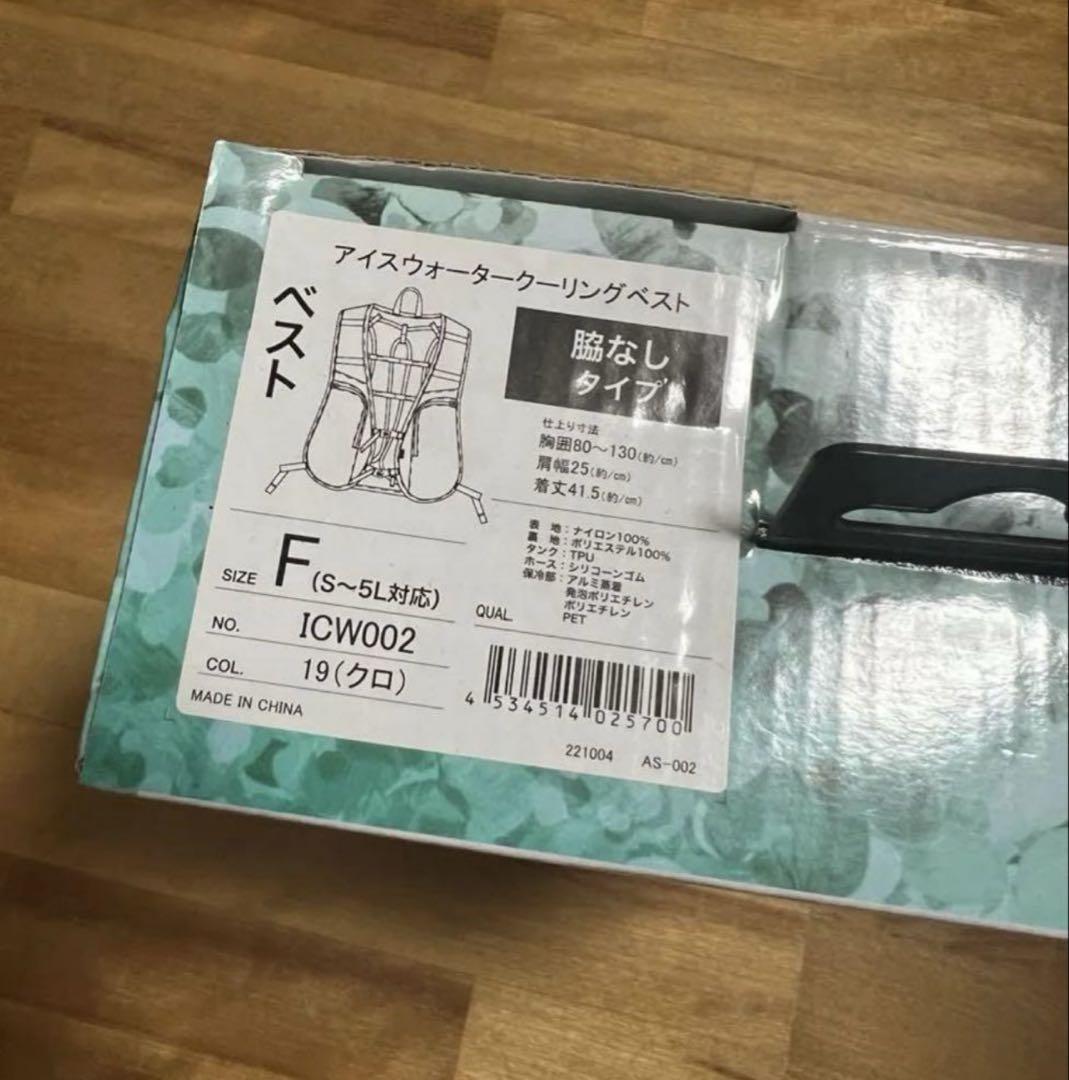 アイスウォータークーリングベスト
ベスト
脇なし
タイプ
仕上り寸法
胸囲80〜130(約/㎝)
肩幅25(約/㎝)
着丈41.5(約/㎝)
表 地：ナイロン100%
裏 地：ポリエステル100%
タンク：TPU
ホース：シリコーンゴム
保冷部：アルミ蒸着
発泡ポリエチレン
ポリエチレン
PET
QUAL.
SIZE F(S〜5L対応)
NO. ICW002
COL. 19(クロ)
MADE IN CHINA
4 534514 025700
221004 AS-002